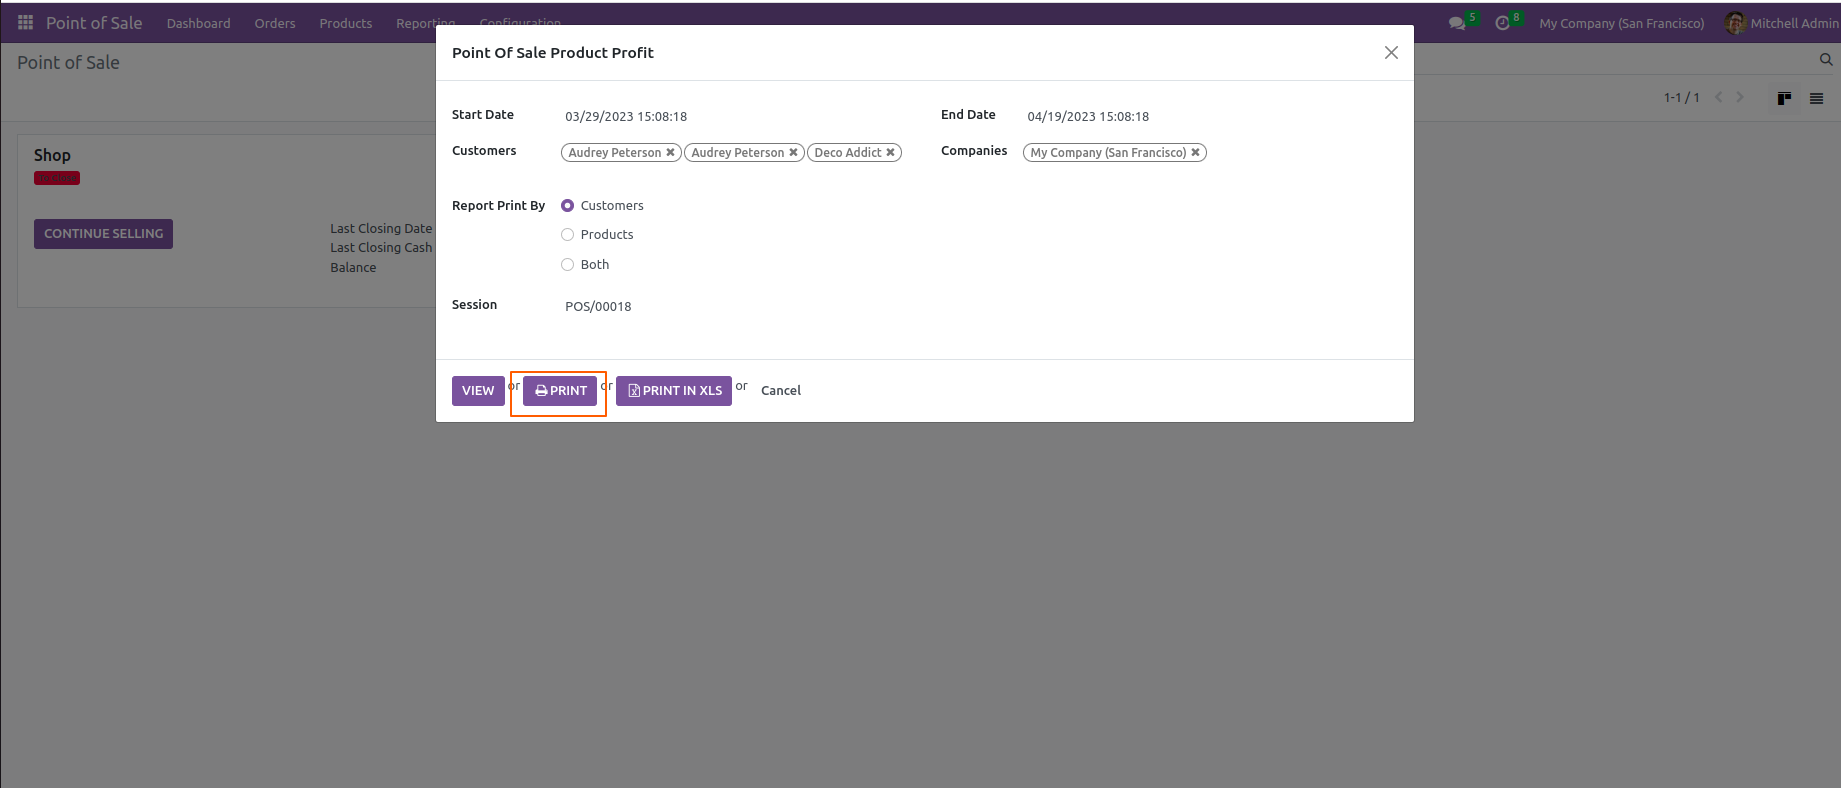 Point of Sale Dashboard Orders Products Reporting Configuration 5 8 My Company (San Francisco) Mitchell Admin
Point of Sale
1-1 / 1
Shop
CONTINUE SELLING
Last Closing Date
Last Closing Cash
Balance
Point Of Sale Product Profit
Start Date 03/29/2023 15:08:18 End Date 04/19/2023 15:08:18
Customers Audrey Peterson Audrey Peterson Deco Addict Companies My Company (San Francisco)
Report Print By Customers
Products
Both
Session POS/00018
VIEW or PRINT or PRINT IN XLS or Cancel